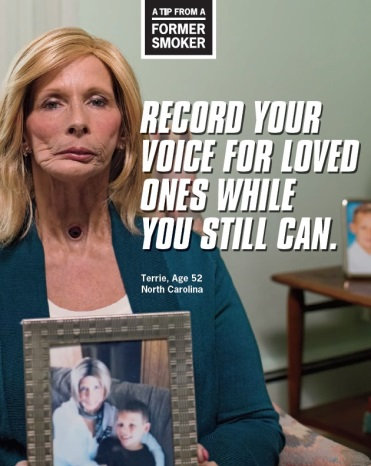 A TIP FROM A
FORMER
SMOKER
RECORD YOUR
VOICE FOR LOVED
ONES WHILE
YOU STILL CAN.
Terrie, Age 52
North Carolina